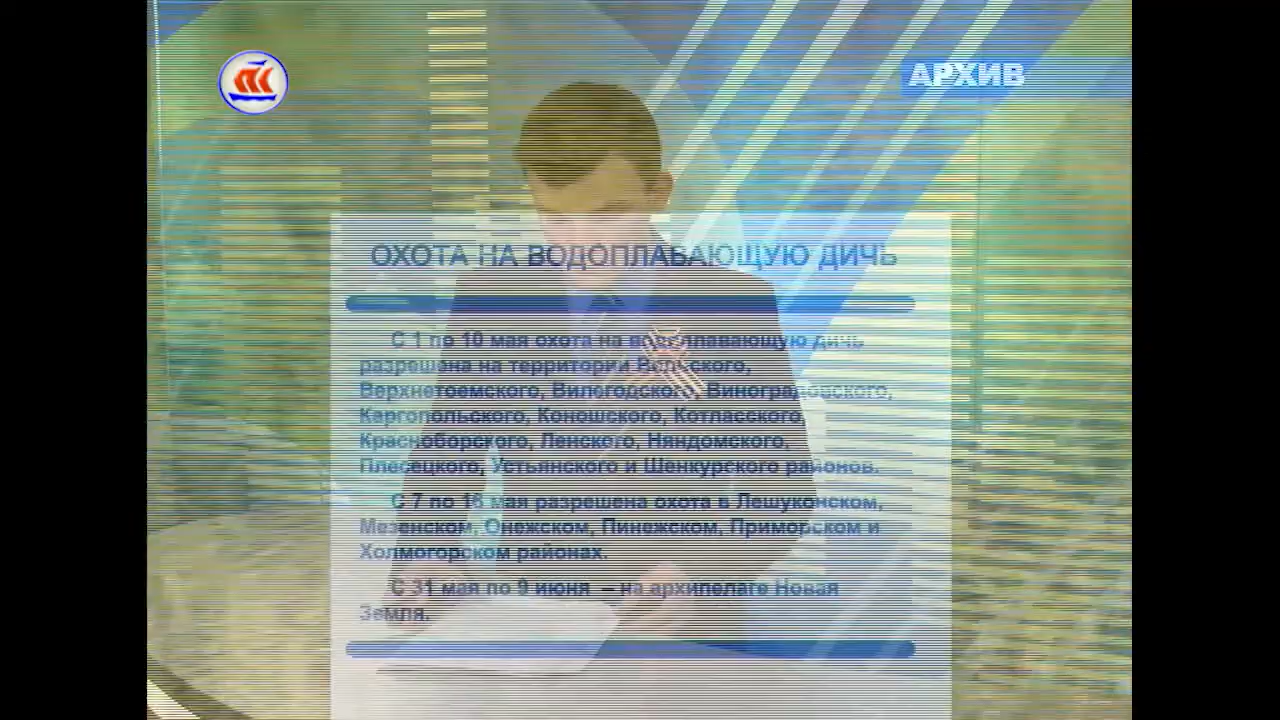 АРХИВ
ОХОТА НА ВОДОПЛАВАЮЩУЮ ДИЧЬ
С 1 по 10 мая охота на водоплавающую дичь
разрешена на территории Вельского,
Верхнетоемского, Вилегодского, Виноградовского,
Каргопольского, Коношского, Котласского,
Красноборского, Ленского, Няндомского,
Плесецкого, Устьянского и Шенкурского районов.
С 7 по 16 мая разрешена охота в Лешуконском,
Мезенском, Онежском, Пинежском, Приморском и
Холмогорском районах.
С 31 мая по 9 июня – на архипелаге Новая
Земля.